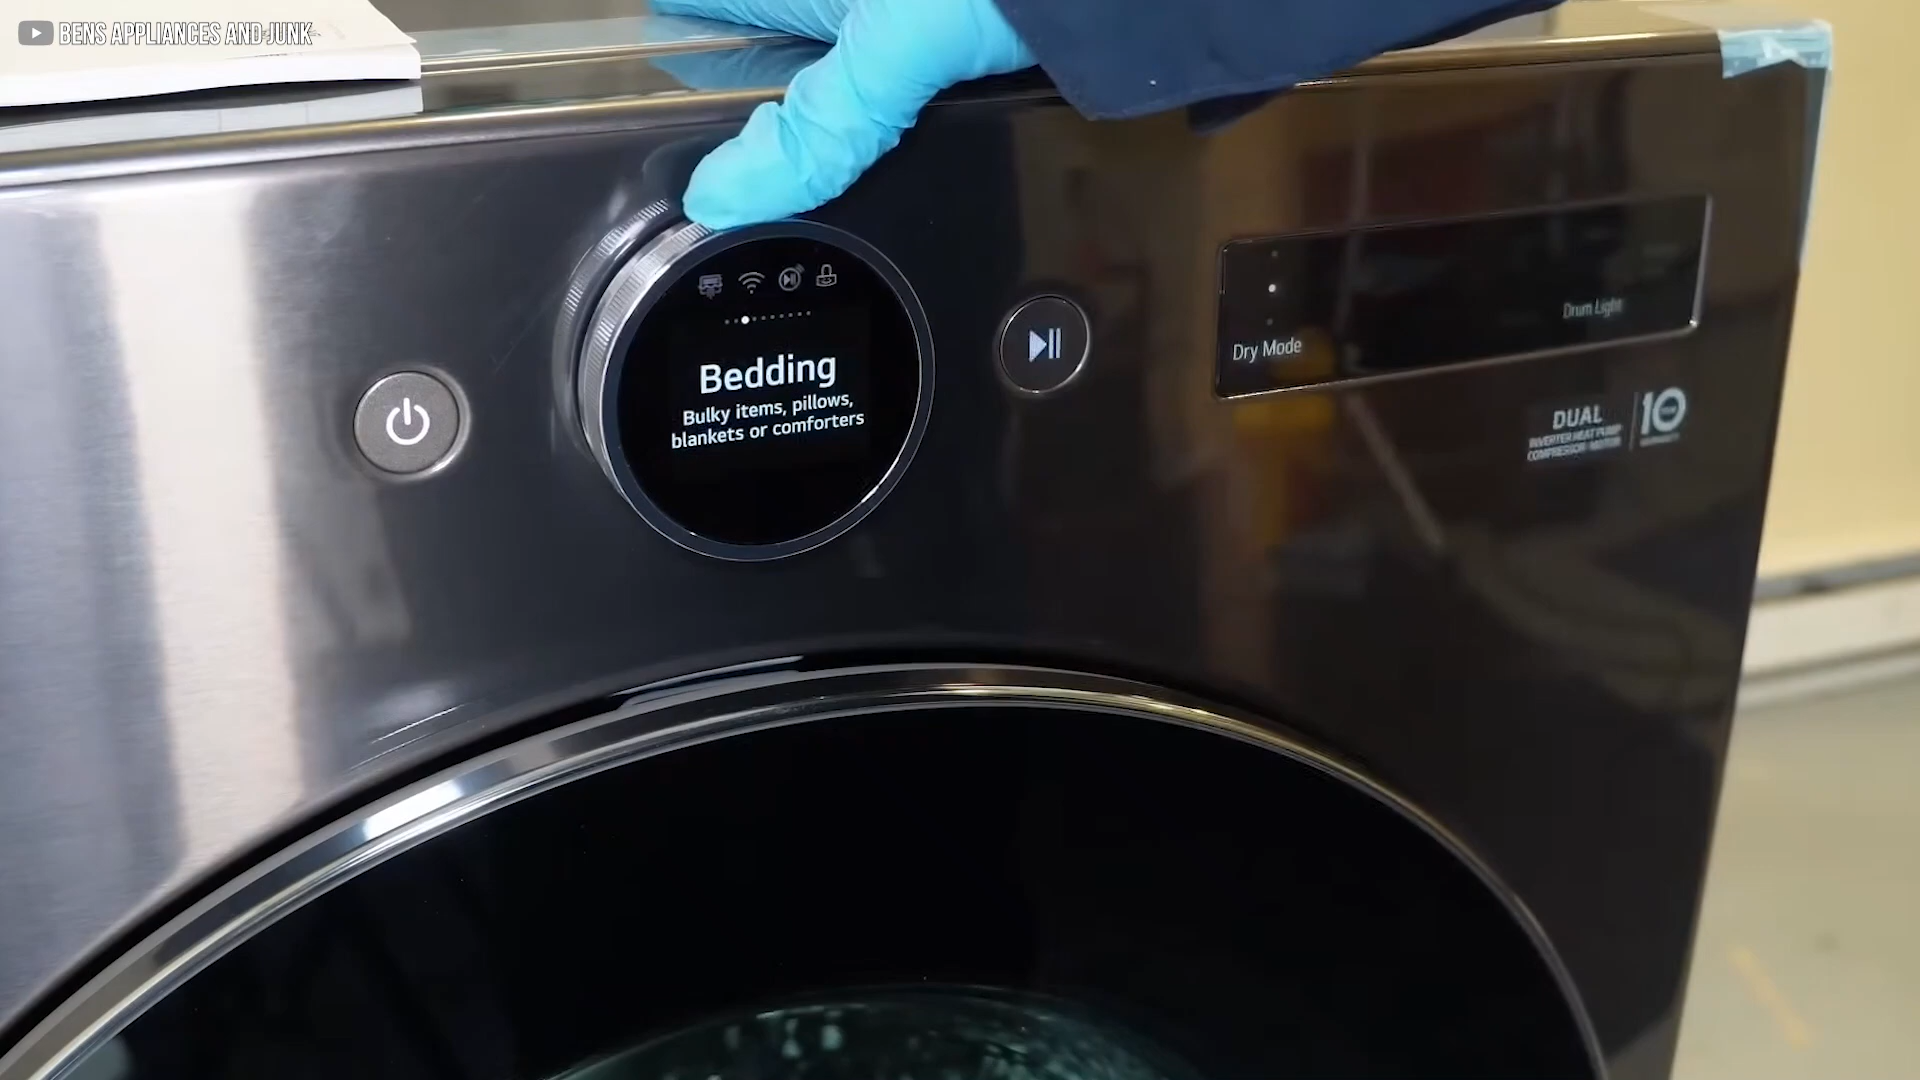 BENS APPLIANCES AND JUNK
Bedding
Bulky items, pillows,
blankets or comforters
Dry Mode
Drum Light
DUAL
INVERTER HEAT PUMP
COMPRESSOR MOTOR
10
WARRANTY